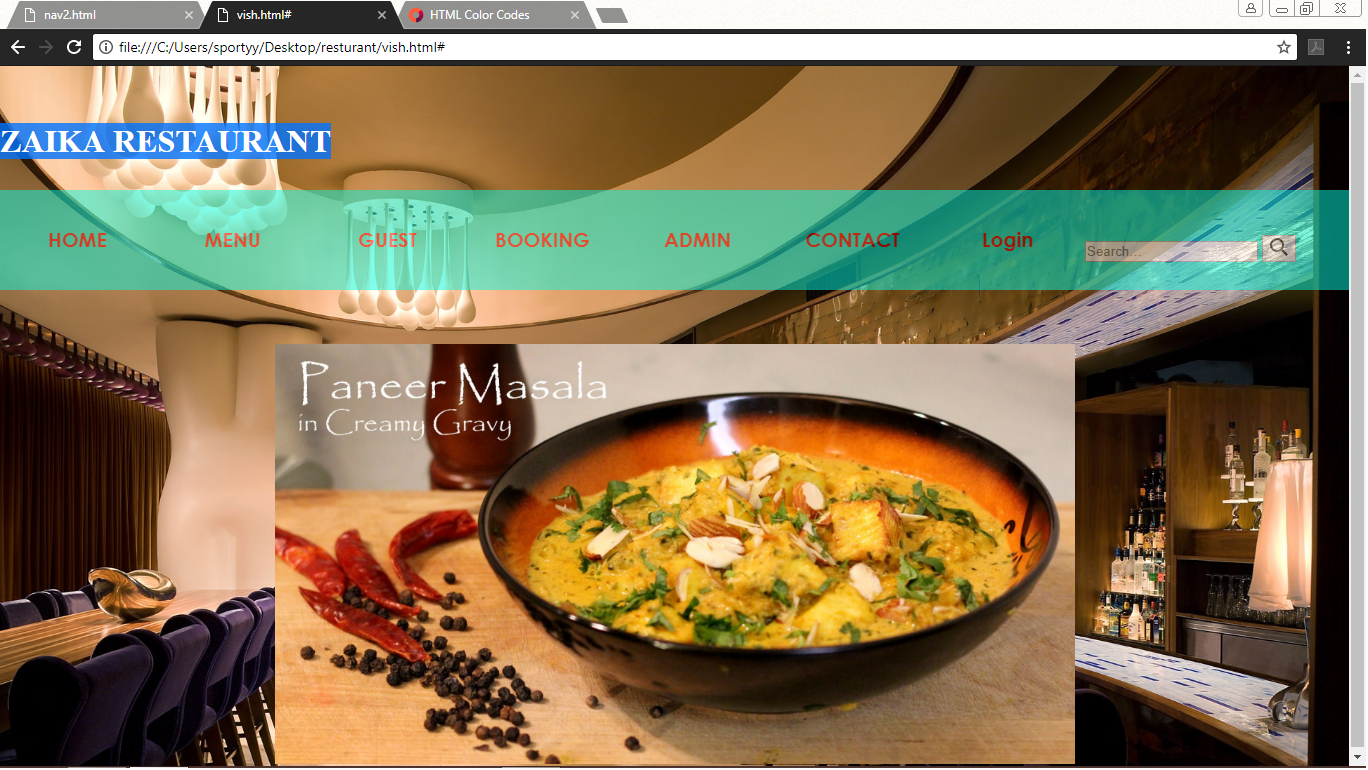 nav2.html
vish.html#
HTML Color Codes
file:///C:/Users/sportyy/Desktop/resturant/vish.html#
ZAIKA RESTAURANT
HOME MENU GUEST BOOKING ADMIN CONTACT Login Search...
Paneer Masala
in Creamy Gravy